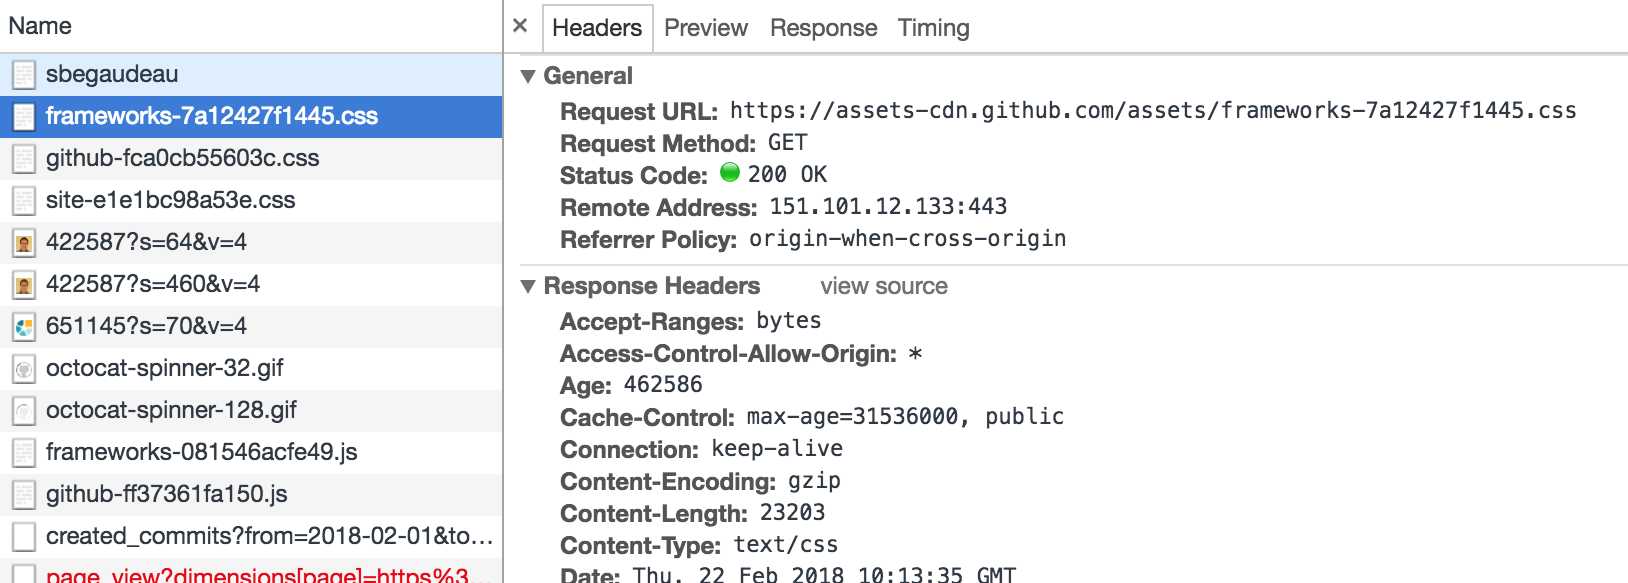 Name
sbegaudeau
frameworks-7a12427f1445.css
github-fca0cb55603c.css
site-e1e1bc98a53e.css
422587?s=64&v=4
422587?s=460&v=4
651145?s=70&v=4
octocat-spinner-32.gif
octocat-spinner-128.gif
frameworks-081546acfe49.js
github-ff37361fa150.js
created_commits?from=2018-02-01&to...
page_view?dimensions[page]=https%3...
× Headers Preview Response Timing
▼ General
Request URL: https://assets-cdn.github.com/assets/frameworks-7a12427f1445.css
Request Method: GET
Status Code: 200 OK
Remote Address: 151.101.12.133:443
Referrer Policy: origin-when-cross-origin
▼ Response Headers view source
Accept-Ranges: bytes
Access-Control-Allow-Origin: *
Age: 462586
Cache-Control: max-age=31536000, public
Connection: keep-alive
Content-Encoding: gzip
Content-Length: 23203
Content-Type: text/css
Date: Thu, 22 Feb 2018 10:13:35 GMT